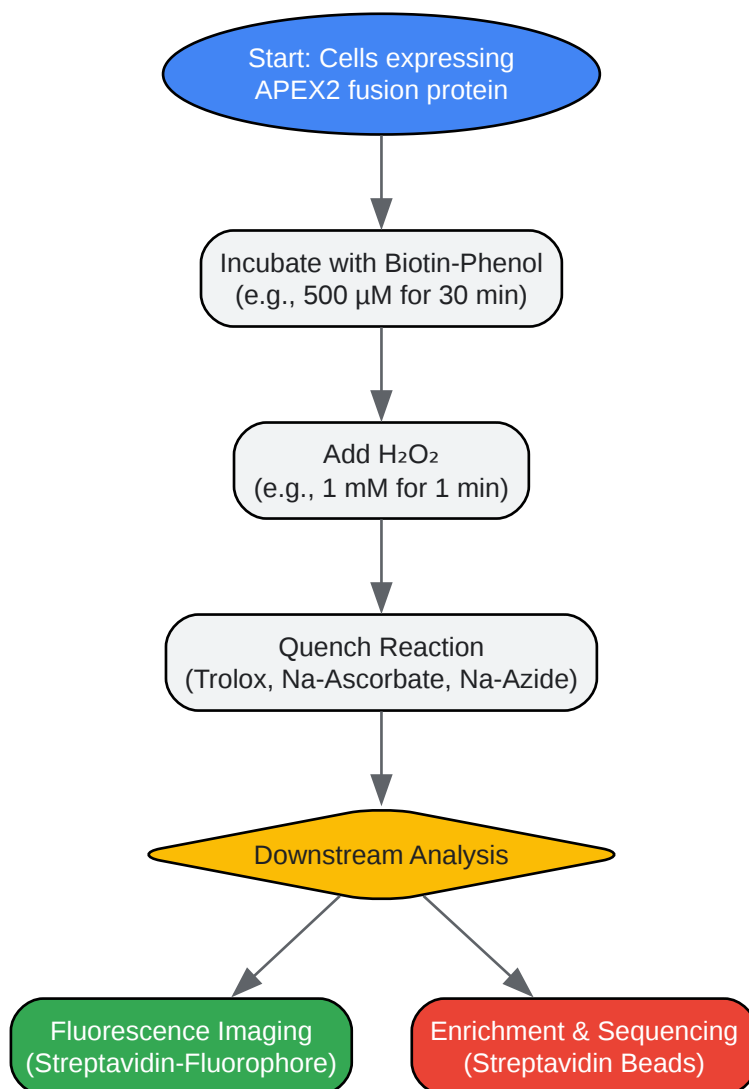 Start: Cells expressing
APEX2 fusion protein
Incubate with Biotin-Phenol
(e.g., 500 µM for 30 min)
Add H₂O₂
(e.g., 1 mM for 1 min)
Quench Reaction
(Trolox, Na-Ascorbate, Na-Azide)
Downstream Analysis
Fluorescence Imaging
(Streptavidin-Fluorophore)
Enrichment & Sequencing
(Streptavidin Beads)